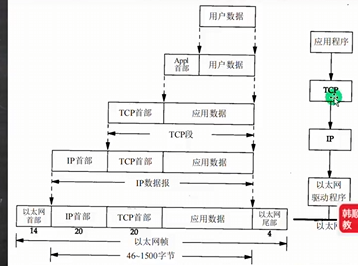 用户数据
应用程序
Appl
首部
用户数据
TCP
TCP首部
应用数据
TCP段
IP首部
TCP首部
应用数据
IP
IP数据报
以太网
驱动程序
以太网
首部
IP首部
TCP首部
应用数据
以太网
尾部
14
20
20
4
以太网帧
46~1500字节
以太
教